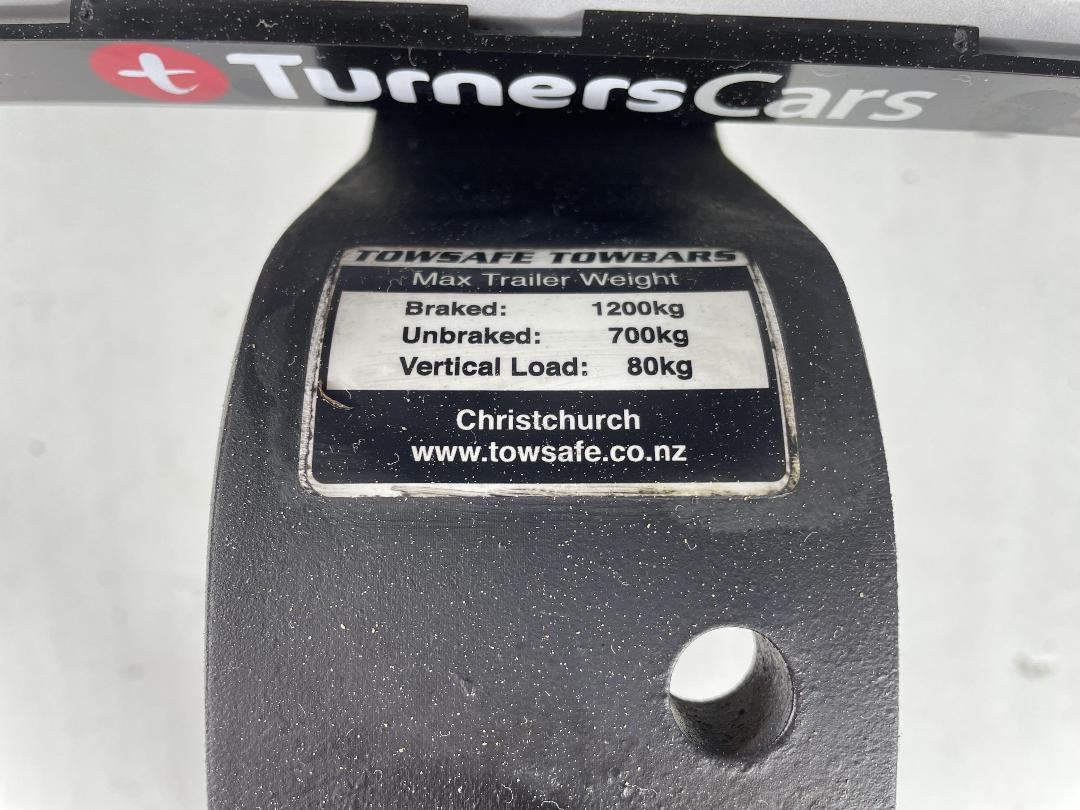 TurnersCars
TOWSAFE TOWBARS
Max Trailer Weight
Braked: 1200kg
Unbraked: 700kg
Vertical Load: 80kg
Christchurch
www.towsafe.co.nz